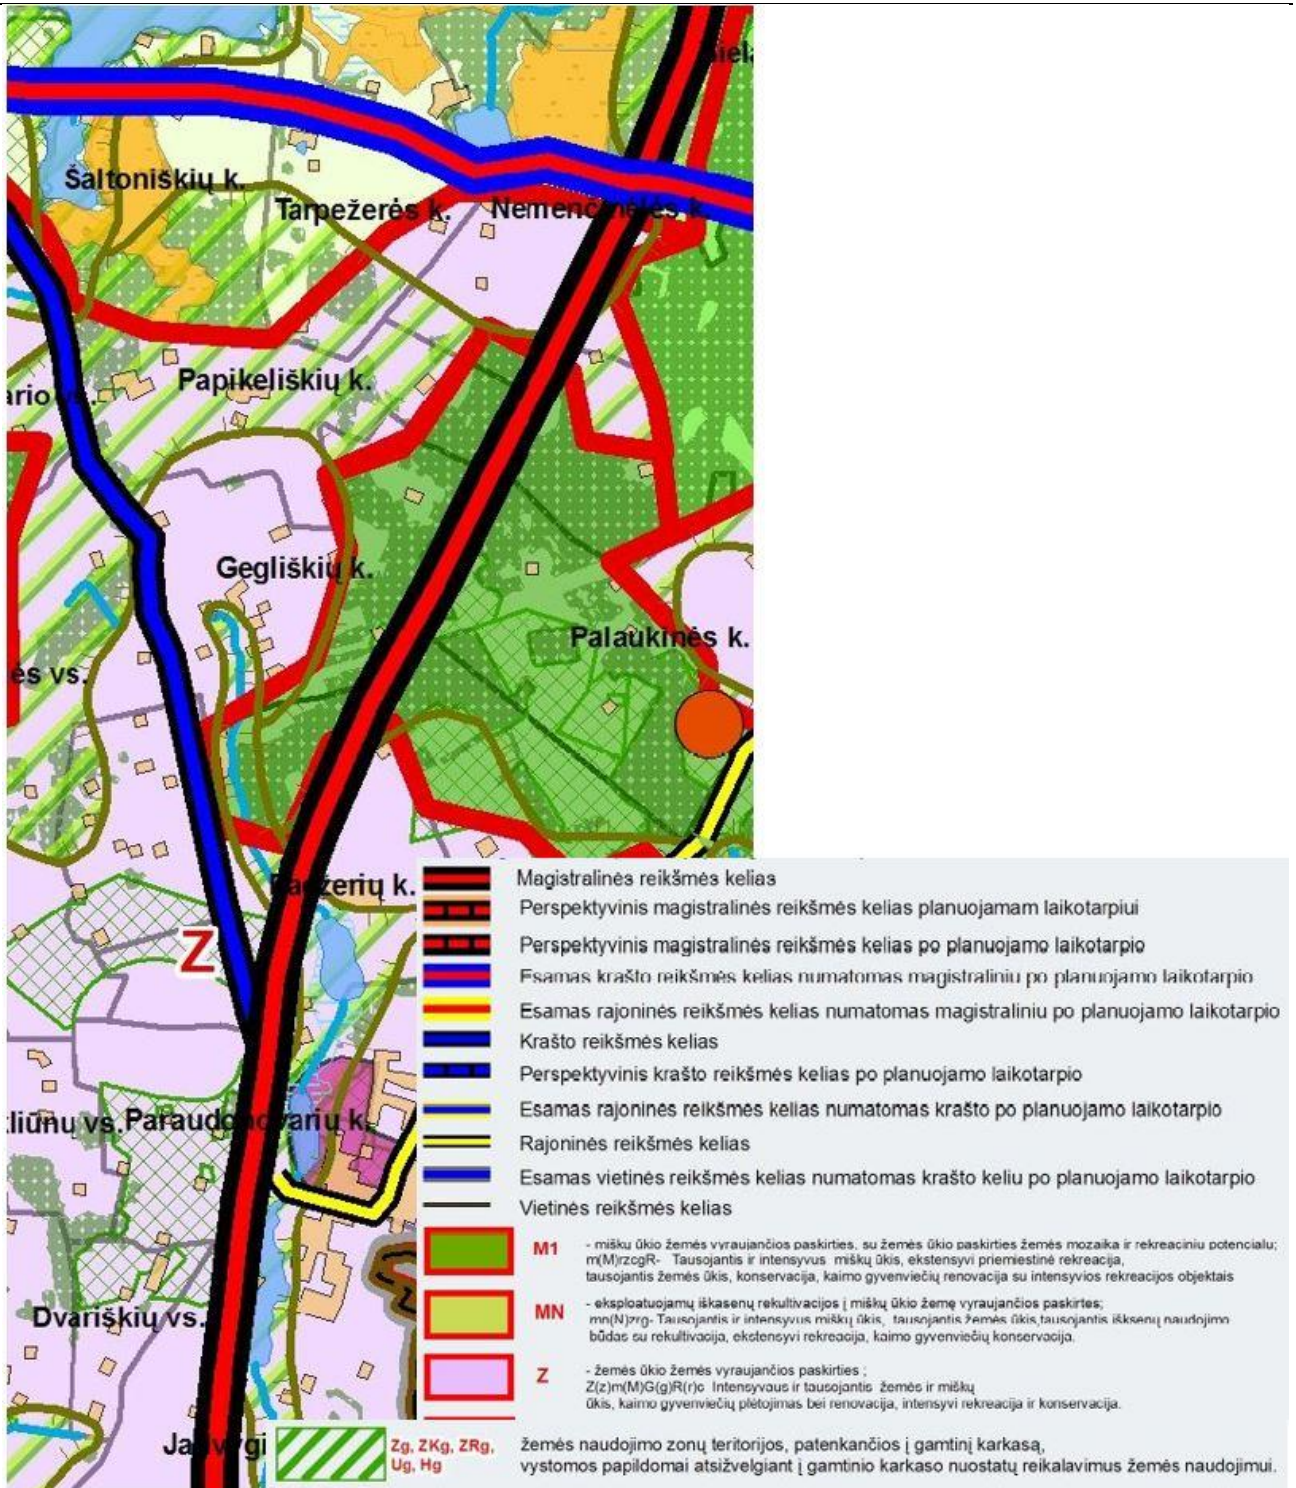 Šaltoniškių k.
Tarpežerės k.
Papikeliškių k.
Gegliškių k.
Palaukinės k.
ės vs.
Z
Dvariškių vs.
Magistralinės reikšmės kelias
Perspektyvinis magistralinės reikšmės kelias planuojamam laikotarpiui
Perspektyvinis magistralinės reikšmės kelias po planuojamo laikotarpio
Esamas krašto reikšmės kelias numatomas magistraliniu po planuojamo laikotarpio
Esamas rajoninės reikšmės kelias numatomas magistraliniu po planuojamo laikotarpio
Krašto reikšmės kelias
Perspektyvinis krašto reikšmės kelias po planuojamo laikotarpio
Esamas rajoninės reikšmės kelias numatomas krašto po planuojamo laikotarpio
Rajoninės reikšmės kelias
Esamas vietinės reikšmės kelias numatomas krašto keliu po planuojamo laikotarpio
Vietinės reikšmės kelias
M1 - miškų ūkio žemės vyraujančios paskirties, su žemės ūkio paskirties žemės mozaika ir rekreaciniu potencialu;
m(M)rzcgR- Tausojantis ir intensyvus miškų ūkis, ekstensyvi priemiestinė rekreacija,
tausojantis žemės ūkis, konservacija, kaimo gyvenviečių renovacija su intensyvios rekreacijos objektais
MN - eksploatuojamų iškasenų rekultivacijos į miškų ūkio žemę vyraujančios paskirtes;
mn(N)zrg- Tausojantis ir intensyvus miškų ūkis, tausojantis žemės ūkis,tausojantis išksenų naudojimo
būdas su rekultivacija, ekstensyvi rekreacija, kaimo gyvenviečių konservacija.
Z - žemės ūkio žemės vyraujančios paskirties ;
Z(z)m(M)G(g)R(r)c Intensyvaus ir tausojantis žemės ir miškų
ūkis, kaimo gyvenviečių plėtojimas bei renovacija, intensyvi rekreacija ir konservacija.
Zg, ZKg, ZRg,
Ug, Hg
žemės naudojimo zonų teritorijos, patenkančios į gamtinį karkasą,
vystomos papildomai atsižvelgiant į gamtinio karkaso nuostatų reikalavimus žemės naudojimui.